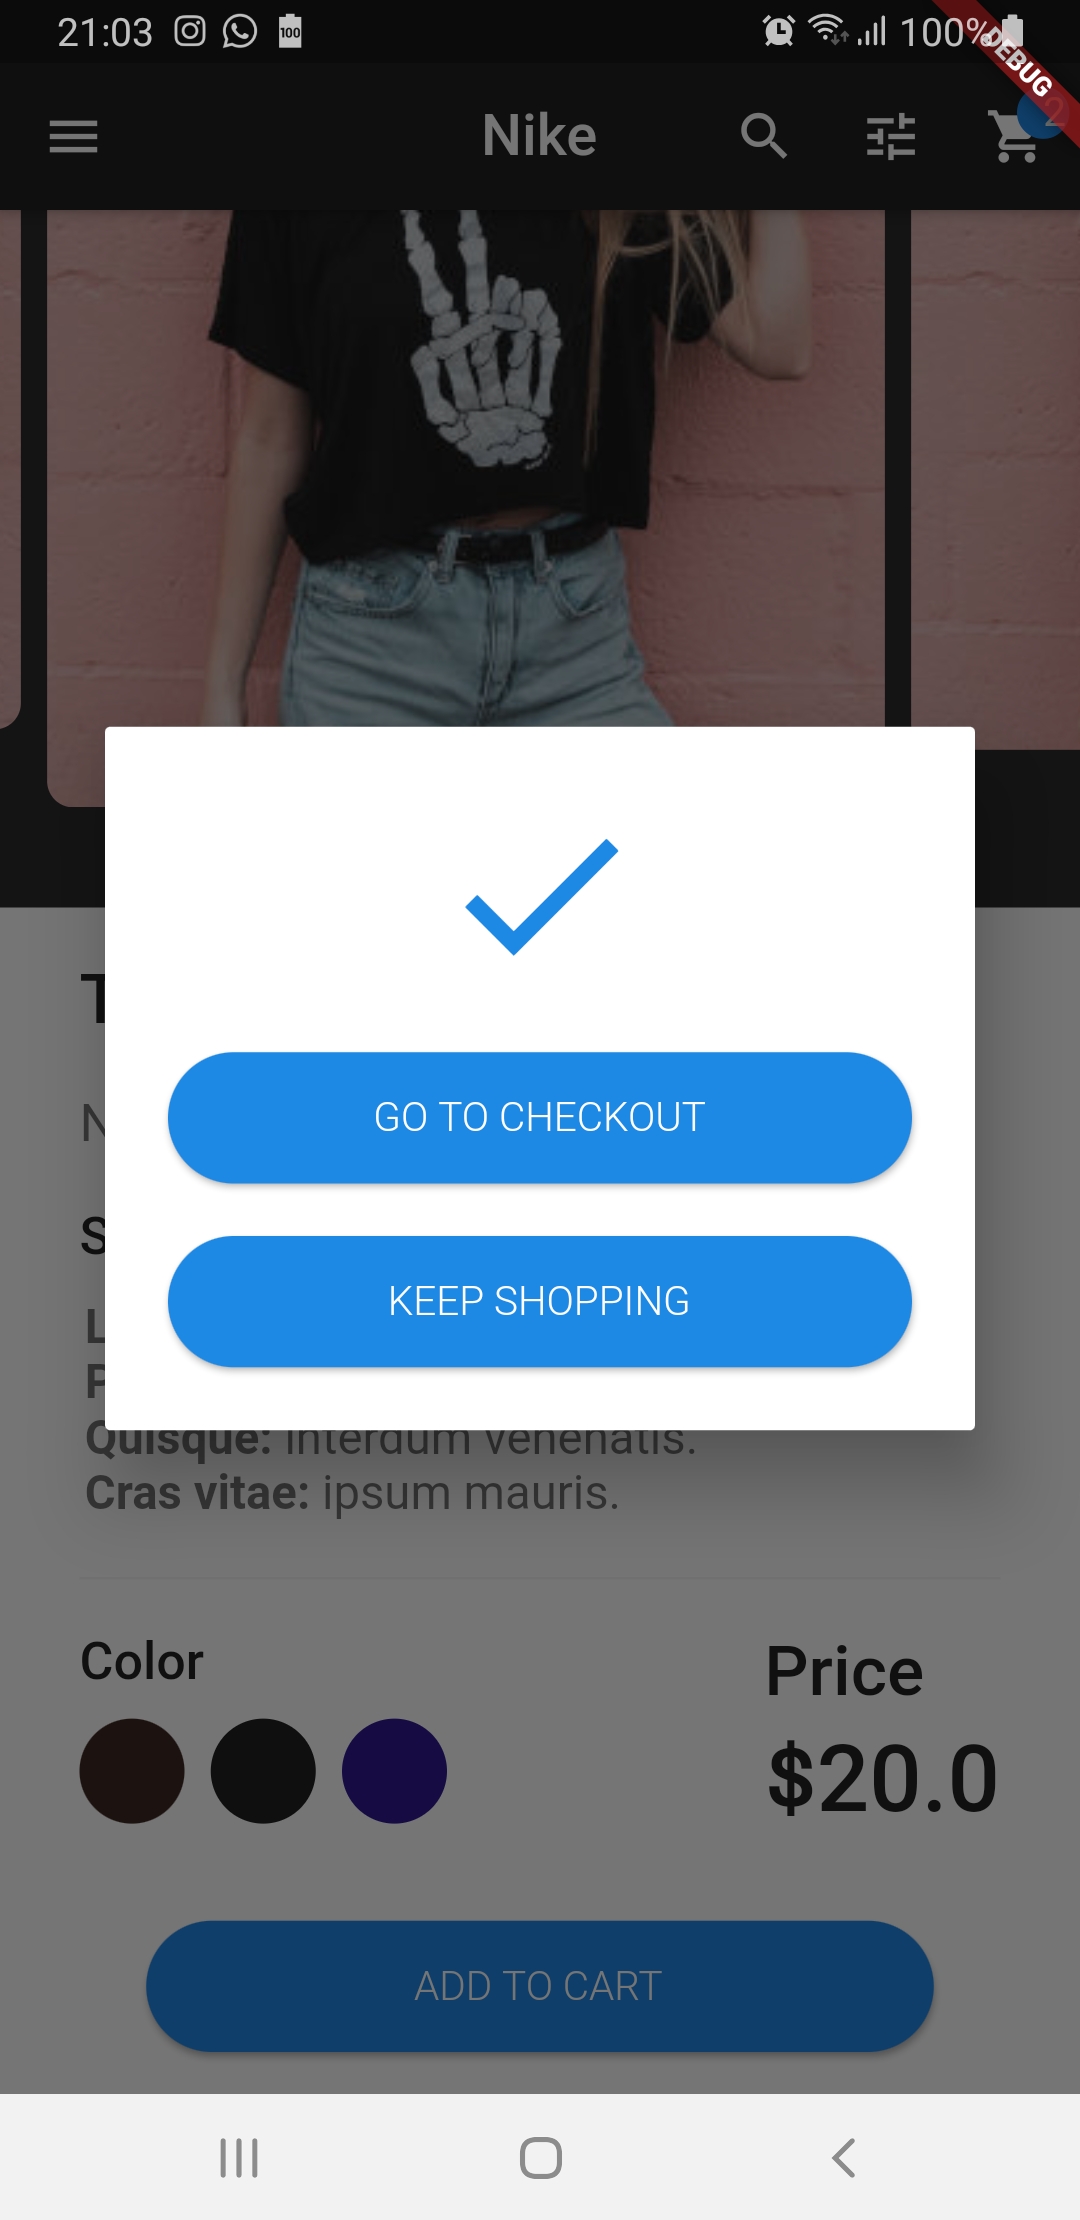 21:03 100 100%
DEBUG
Nike 2
GO TO CHECKOUT
KEEP SHOPPING
Quisque: interdum venenatis.
Cras vitae: ipsum mauris.
Color
Price
$20.0
ADD TO CART